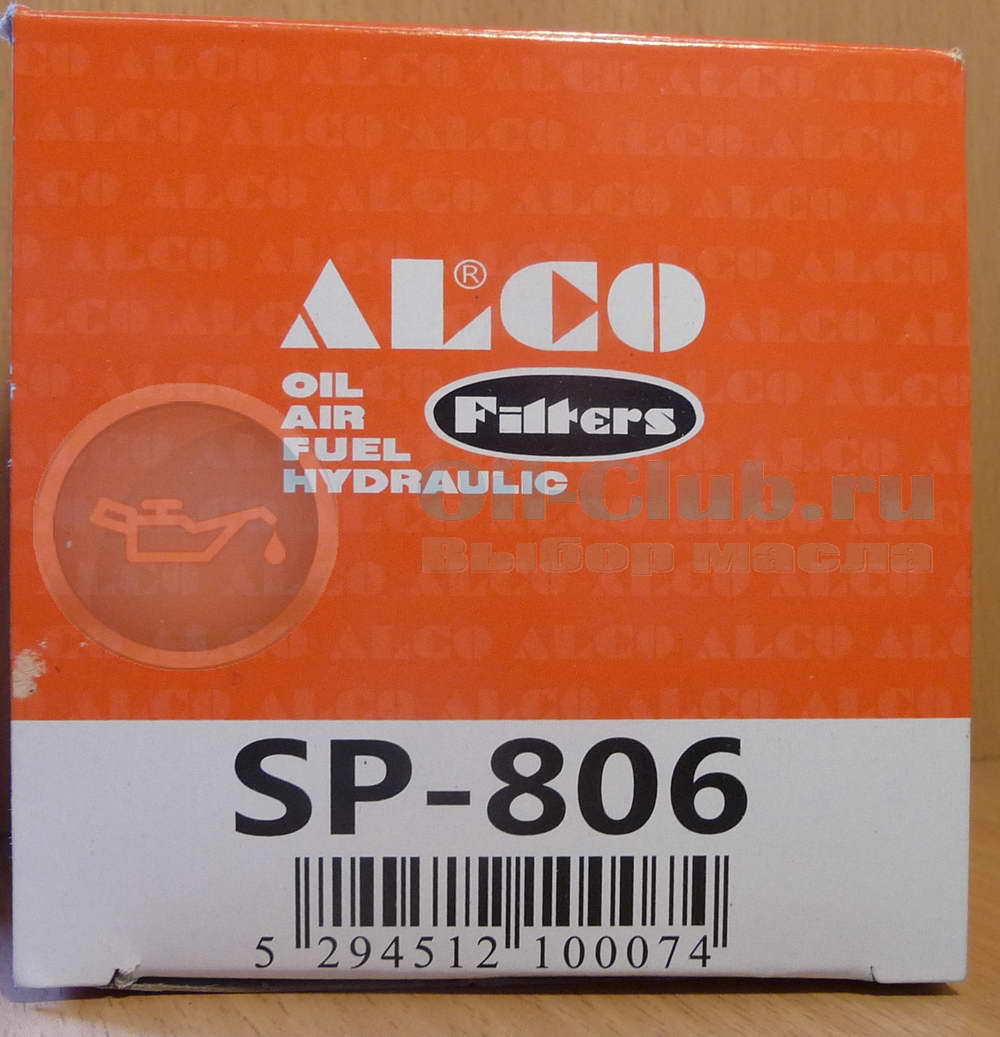 ALCO®
OIL
AIR
FUEL
HYDRAULIC
Filters
Oil-Club.ru
Выбор масла
SP-806
5 294512 100074